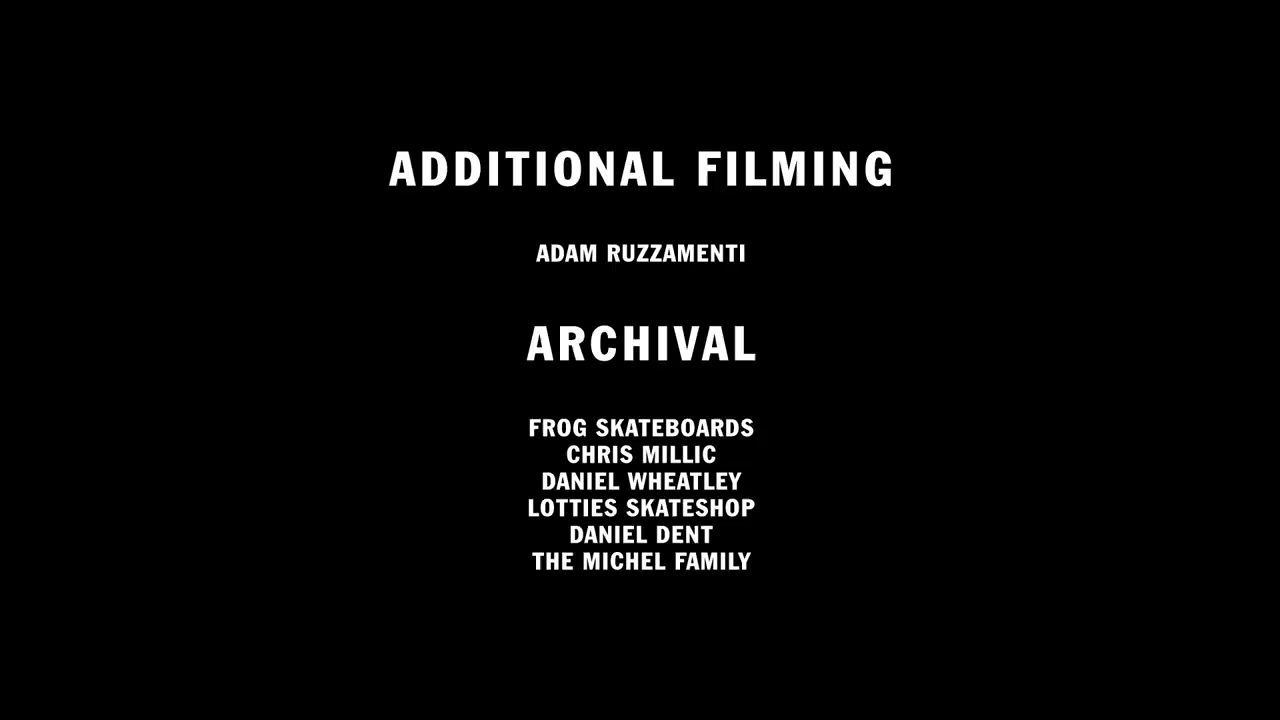 ADDITIONAL FILMING
ADAM RUZZAMENTI
ARCHIVAL
FROG SKATEBOARDS
CHRIS MILLIC
DANIEL WHEATLEY
LOTTIES SKATESHOP
DANIEL DENT
THE MICHEL FAMILY